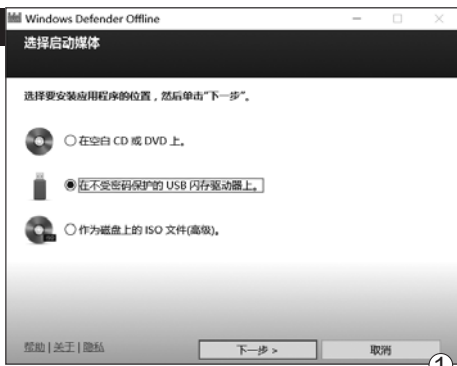 Windows Defender Offline
选择启动媒体
选择要安装应用程序的位置，然后单击"下一步"。
在空白 CD 或 DVD 上。
在不受密码保护的 USB 闪存驱动器上。
作为磁盘上的 ISO 文件(高级)。
帮助 | 关于 | 隐私 下一步 > 取消
①